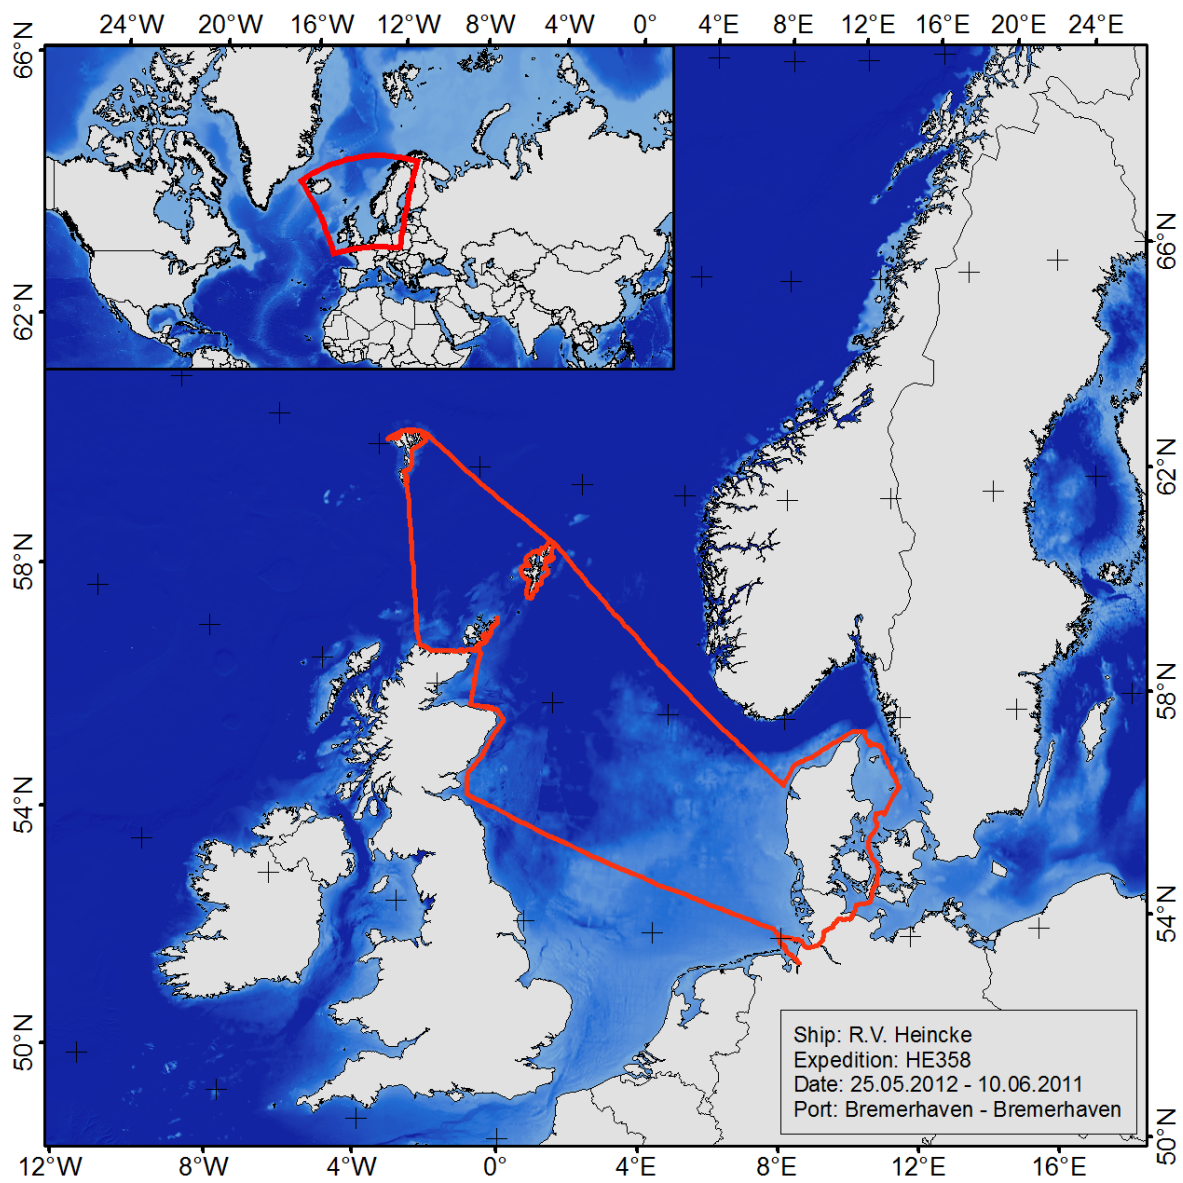 24°W 20°W 16°W 12°W 8°W 4°W 0° 4°E 8°E 12°E 16°E 20°E 24°E
66°N
66°N
62°N
62°N
58°N
58°N
54°N
54°N
50°N
50°N
Ship: R.V. Heincke
Expedition: HE358
Date: 25.05.2012 - 10.06.2011
Port: Bremerhaven - Bremerhaven
12°W 8°W 4°W 0° 4°E 8°E 12°E 16°E